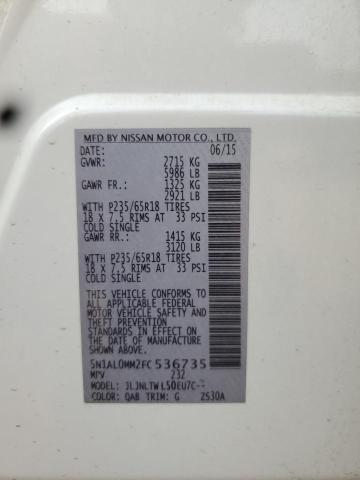 MFD BY NISSAN MOTOR CO., LTD.
DATE: 06/15
GVWR: 2715 KG
5986 LB
GAWR FR.: 1325 KG
2921 LB
WITH P235/65R18 TIRES
18 X 7.5 RIMS AT 33 PSI
COLD SINGLE
GAWR RR.: 1415 KG
3120 LB
WITH P235/65R18 TIRES
18 X 7.5 RIMS AT 33 PSI
COLD SINGLE
THIS VEHICLE CONFORMS TO
ALL APPLICABLE FEDERAL
MOTOR VEHICLE SAFETY
STANDARDS IN EFFECT ON
THE DATE OF MANUFACTURE
SHOWN ABOVE.
5N1AL0MM2FC536735
MPV 232
MODEL: JLJNLTWL50EU7C--
COLOR: QAB TRIM: G ZS30A